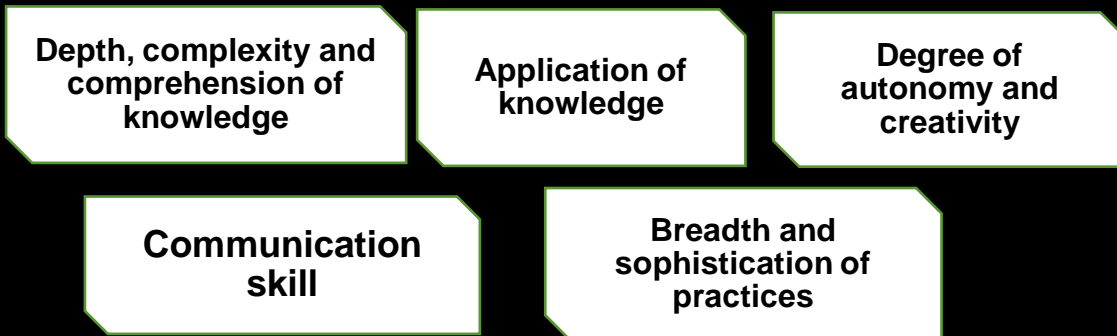 Depth, complexity and
comprehension of
knowledge
Application of
knowledge
Degree of
autonomy and
creativity
Communication
skill
Breadth and
sophistication of
practices